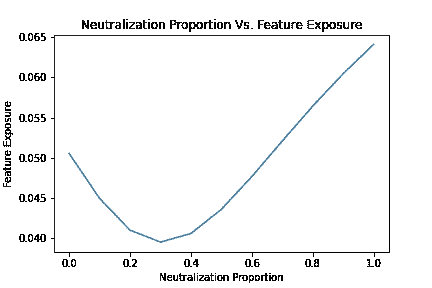 Neutralization Proportion Vs. Feature Exposure
0.065
0.060
0.055
0.050
0.045
0.040
Feature Exposure
0.0 0.2 0.4 0.6 0.8 1.0
Neutralization Proportion